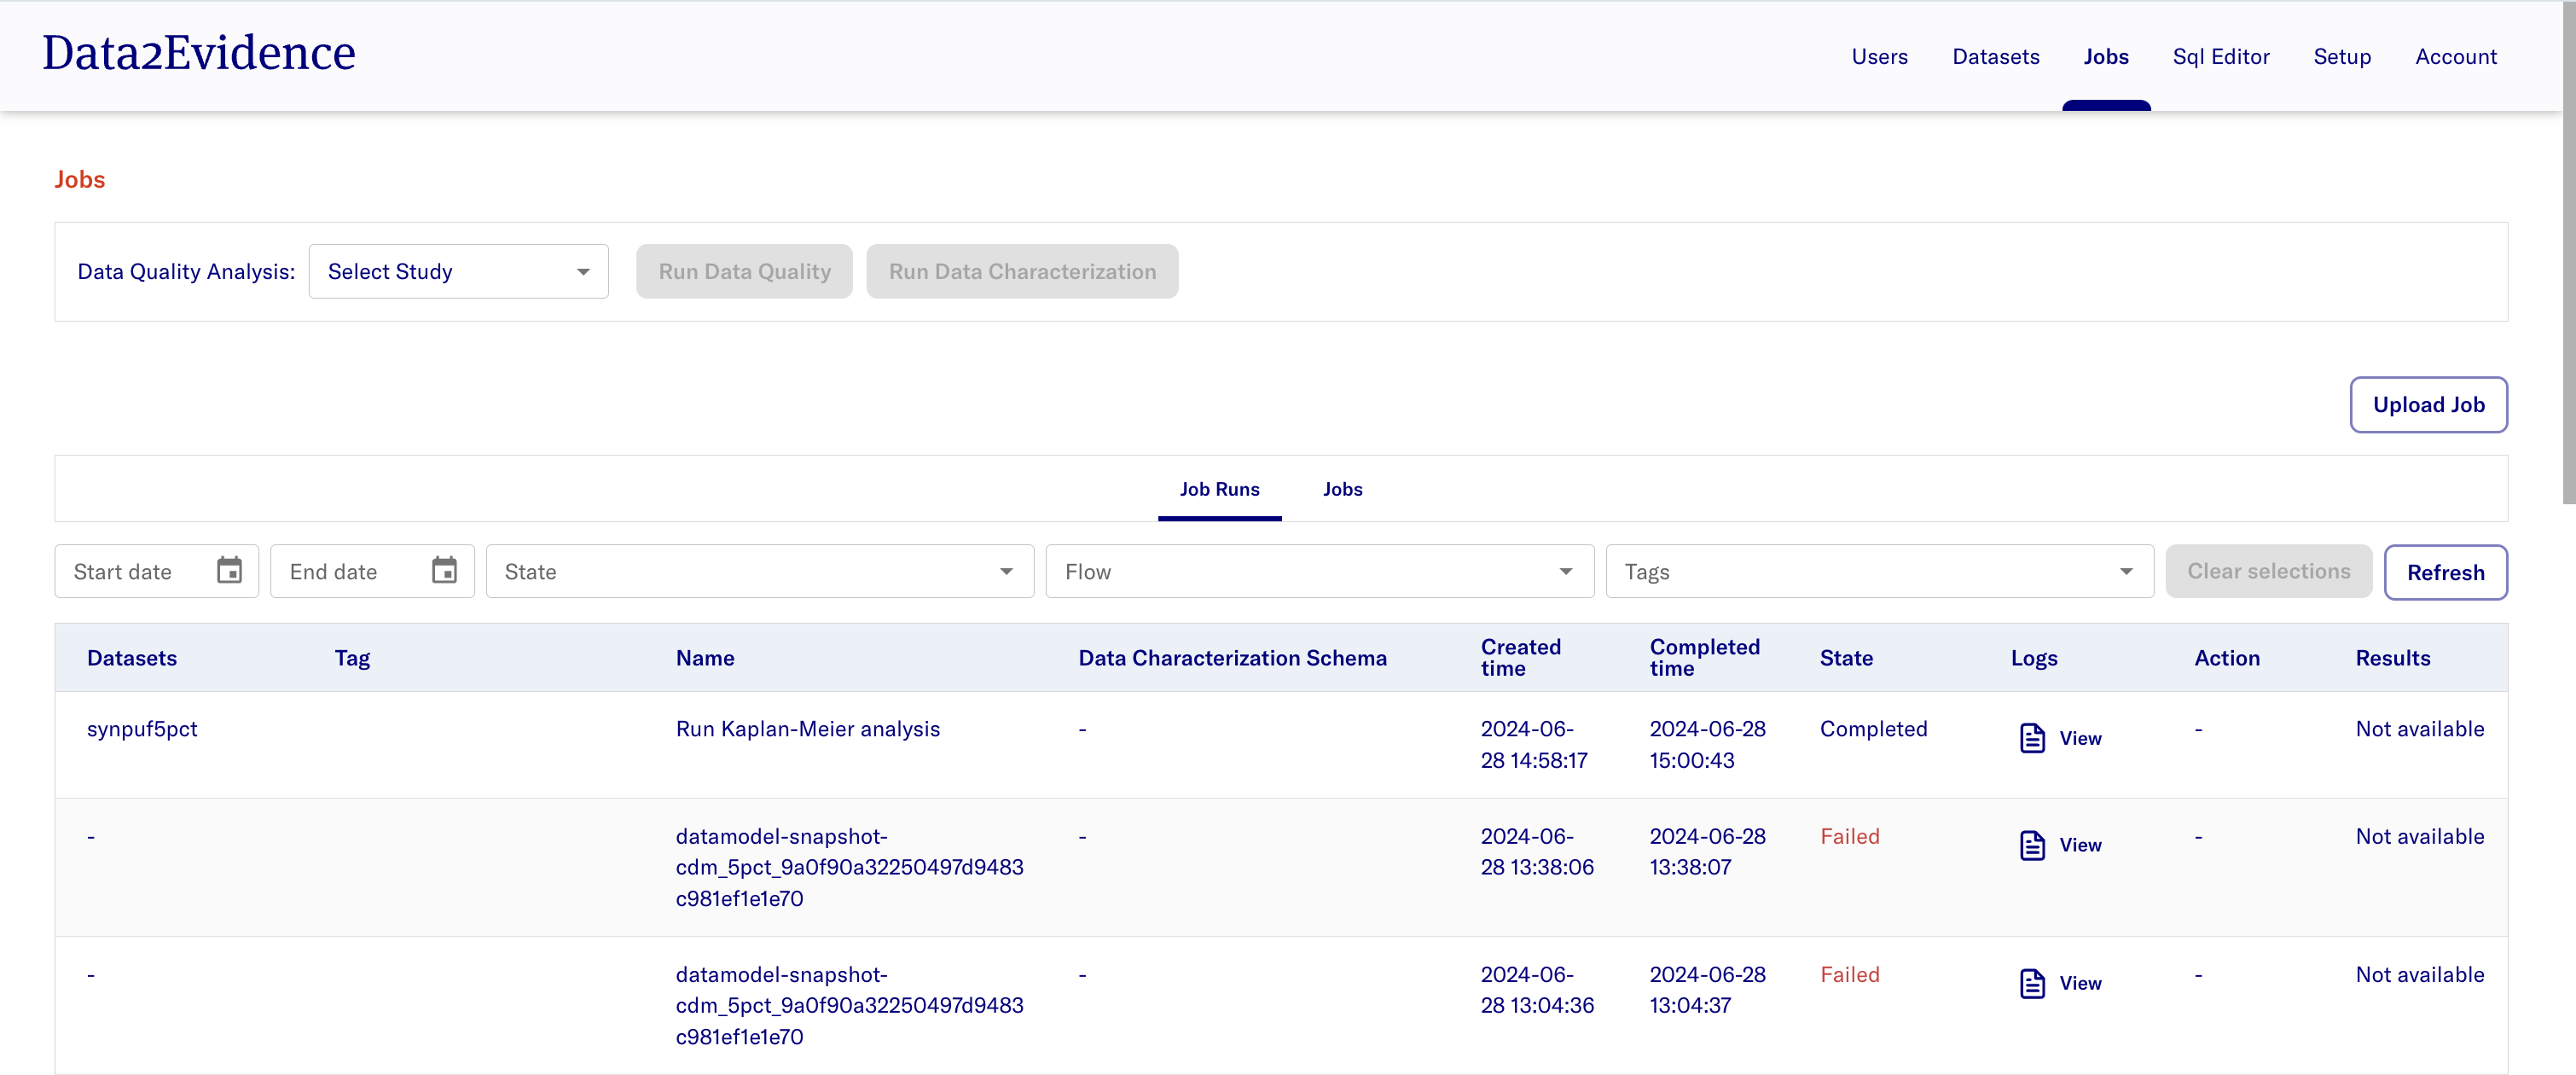 Data2Evidence
Users Datasets Jobs Sql Editor Setup Account
Jobs
Data Quality Analysis: Select Study Run Data Quality Run Data Characterization
Upload Job
Job Runs Jobs
Start date End date State Flow Tags Clear selections Refresh
Datasets Tag Name Data Characterization Schema Created time Completed time State Logs Action Results
synpuf5pct Run Kaplan-Meier analysis - 2024-06- 2024-06-28 Completed View - Not available
28 14:58:17 15:00:43
- datamodel-snapshot- - 2024-06- 2024-06-28 Failed View - Not available
cdm_5pct_9a0f90a32250497d9483 28 13:38:06 13:38:07
c981ef1e1e70
- datamodel-snapshot- - 2024-06- 2024-06-28 Failed View - Not available
cdm_5pct_9a0f90a32250497d9483 28 13:04:36 13:04:37
c981ef1e1e70